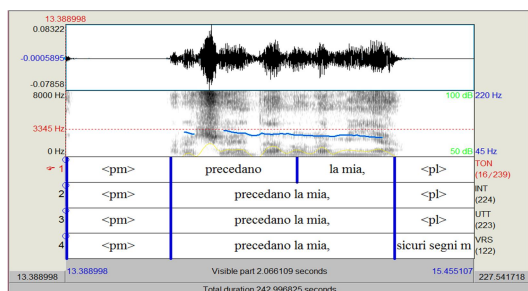 13.388998
0.08322
-0.0005895
-0.07858
8000 Hz 100 dB 220 Hz
3345 Hz
0 Hz 50 dB 45 Hz
1 <pm> precedano la mia, <pl> TON (16/239)
2 <pm> precedano la mia, <pl> INT (224)
3 <pm> precedano la mia, <pl> UTT (223)
4 <pm> precedano la mia, sicuri segni m VRS (122)
13.388998 15.455107
13.388998 Visible part 2.066109 seconds 227.541718
Total duration 242.996825 seconds